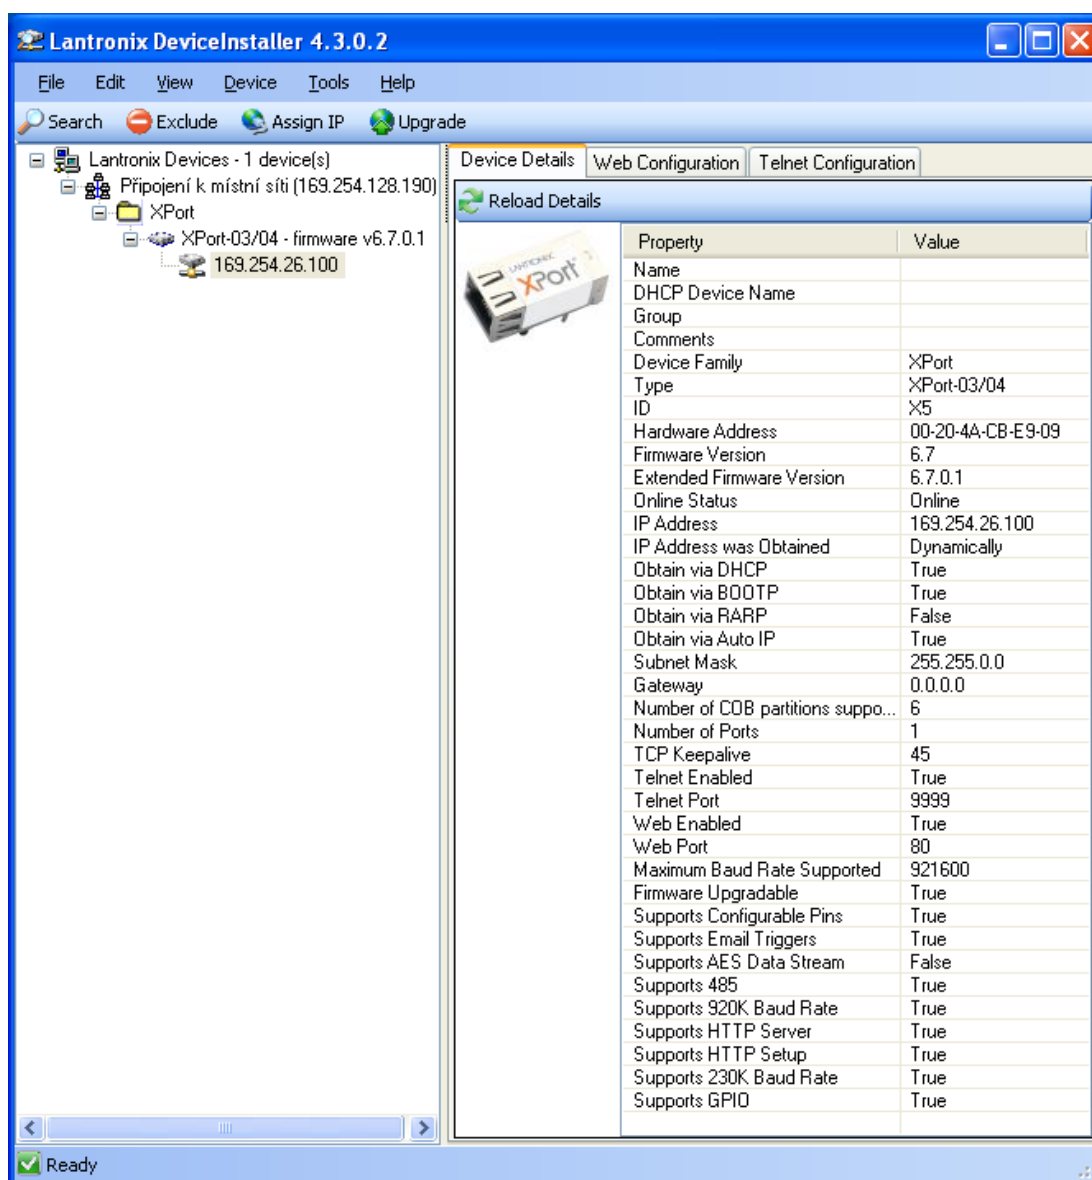 Lantronix DeviceInstaller 4.3.0.2
File Edit View Device Tools Help
Search Exclude Assign IP Upgrade
Lantronix Devices - 1 device(s)
Připojení k místní síti (169.254.128.190)
XPort
XPort-03/04 - firmware v6.7.0.1
169.254.26.100
Device Details Web Configuration Telnet Configuration
Reload Details
LANTRONIX
XPort
Property Value
Name
DHCP Device Name
Group
Comments
Device Family XPort
Type XPort-03/04
ID X5
Hardware Address 00-20-4A-CB-E9-09
Firmware Version 6.7
Extended Firmware Version 6.7.0.1
Online Status Online
IP Address 169.254.26.100
IP Address was Obtained Dynamically
Obtain via DHCP True
Obtain via BOOTP True
Obtain via RARP False
Obtain via Auto IP True
Subnet Mask 255.255.0.0
Gateway 0.0.0.0
Number of COB partitions suppo... 6
Number of Ports 1
TCP Keepalive 45
Telnet Enabled True
Telnet Port 9999
Web Enabled True
Web Port 80
Maximum Baud Rate Supported 921600
Firmware Upgradable True
Supports Configurable Pins True
Supports Email Triggers True
Supports AES Data Stream False
Supports 485 True
Supports 920K Baud Rate True
Supports HTTP Server True
Supports HTTP Setup True
Supports 230K Baud Rate True
Supports GPIO True
Ready